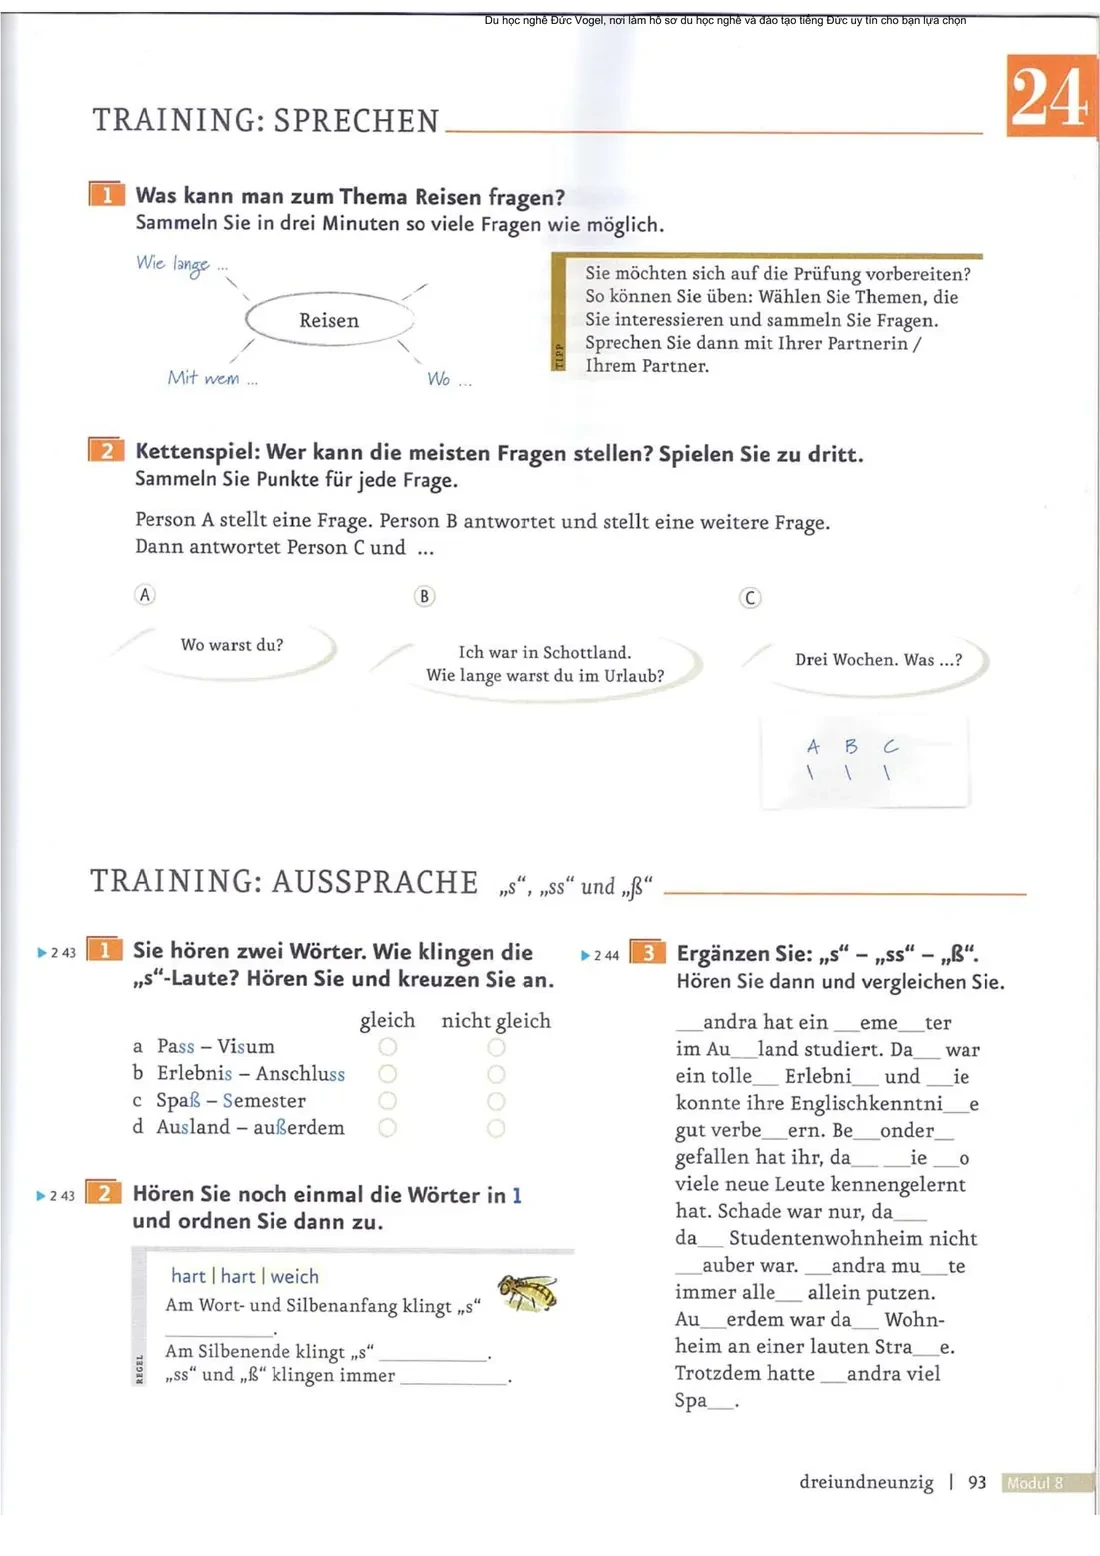 Du học nghề Đức Vogel, nơi làm hồ sơ du học nghề và đào tạo tiếng Đức uy tín cho bạn lựa chọn
24
TRAINING: SPRECHEN
1 Was kann man zum Thema Reisen fragen?
Sammeln Sie in drei Minuten so viele Fragen wie möglich.
Wie lange ...
Reisen
Mit wem ...
Wo ...
TIPP
Sie möchten sich auf die Prüfung vorbereiten?
So können Sie üben: Wählen Sie Themen, die
Sie interessieren und sammeln Sie Fragen.
Sprechen Sie dann mit Ihrer Partnerin /
Ihrem Partner.
2 Kettenspiel: Wer kann die meisten Fragen stellen? Spielen Sie zu dritt.
Sammeln Sie Punkte für jede Frage.
Person A stellt eine Frage. Person B antwortet und stellt eine weitere Frage.
Dann antwortet Person C und ...
A
Wo warst du?
B
Ich war in Schottland.
Wie lange warst du im Urlaub?
C
Drei Wochen. Was ...?
A B C
\ \ \
TRAINING: AUSSPRACHE „s“, „ss“ und „ß“
▶ 2 43 1 Sie hören zwei Wörter. Wie klingen die
„s“-Laute? Hören Sie und kreuzen Sie an.
gleich nicht gleich
a Pass – Visum
b Erlebnis – Anschluss
c Spaß – Semester
d Ausland – außerdem
▶ 2 43 2 Hören Sie noch einmal die Wörter in 1
und ordnen Sie dann zu.
REGEL
hart | hart | weich
Am Wort- und Silbenanfang klingt „s“
__________.
Am Silbenende klingt „s“ __________.
„ss“ und „ß“ klingen immer __________.
▶ 2 44 3 Ergänzen Sie: „s“ – „ss“ – „ß“.
Hören Sie dann und vergleichen Sie.
__andra hat ein __eme__ter
im Au__land studiert. Da__ war
ein tolle__ Erlebni__ und __ie
konnte ihre Englischkenntni__e
gut verbe__ern. Be__onder__
gefallen hat ihr, da__ __ie __o
viele neue Leute kennengelernt
hat. Schade war nur, da__
da__ Studentenwohnheim nicht
__auber war. __andra mu__te
immer alle__ allein putzen.
Au__erdem war da__ Wohn-
heim an einer lauten Stra__e.
Trotzdem hatte __andra viel
Spa__.
dreiundneunzig | 93 Modul 8